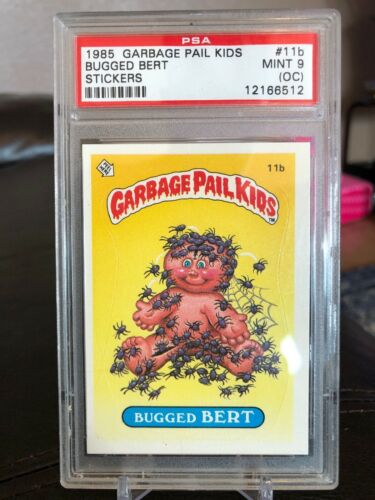 PSA
1985 GARBAGE PAIL KIDS #11b
BUGGED BERT MINT 9
STICKERS (OC)
12166512
11b
GARBAGE PAIL KIDS
TM
BUGGED BERT